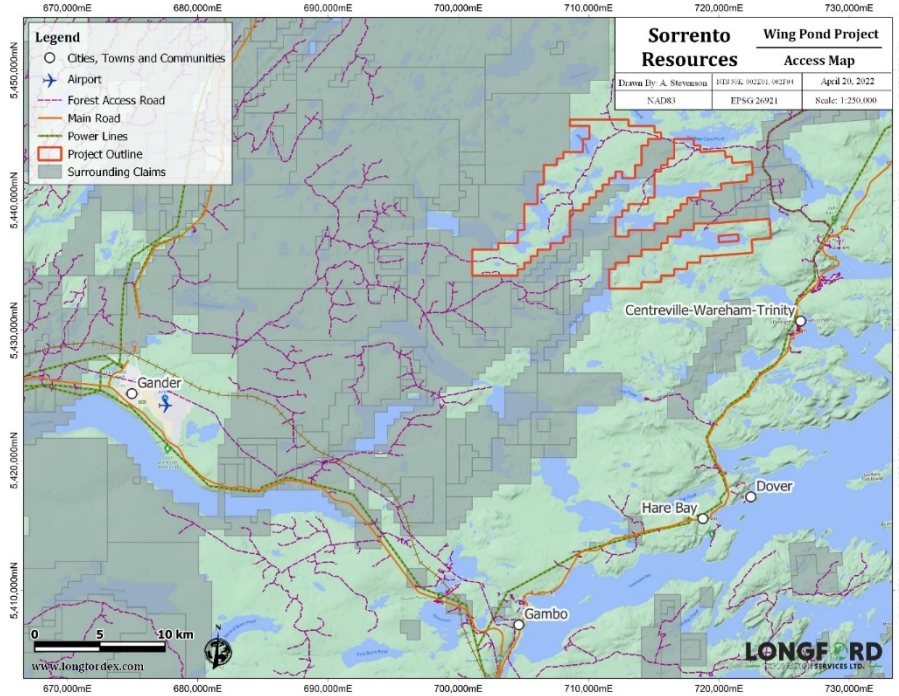 670,000mE 680,000mE 690,000mE 700,000mE 710,000mE 720,000mE 730,000mE
Legend
Cities, Towns and Communities
Airport
Forest Access Road
Main Road
Power Lines
Project Outline
Surrounding Claims
Sorrento
Resources
Wing Pond Project
Access Map
Drawn By: A. Stevenson
April 20, 2022
NAD83
EPSG:26921
Scale: 1:250,000
5,450,000mN
5,440,000mN
5,430,000mN
5,420,000mN
5,410,000mN
Centreville-Wareham-Trinity
Gander
Dover
Hare Bay
Gambo
N
0 5 10 km
www.longfordex.com
LONGFORD
EXPLORATION SERVICES LTD.
670,000mE 680,000mE 690,000mE 700,000mE 710,000mE 720,000mE 730,000mE